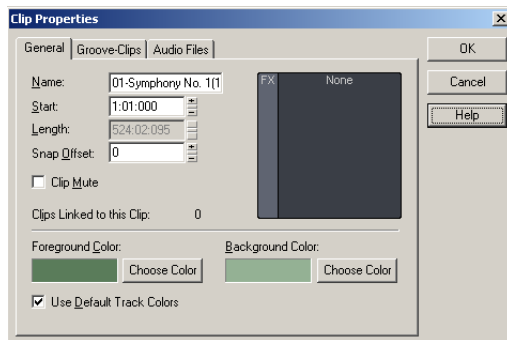 Clip Properties
General Groove-Clips Audio Files
OK
Cancel
Help
Name: 01-Symphony No. 1(1
FX None
Start: 1:01:000
Length: 524:02:095
Snap Offset: 0
Clip Mute
Clips Linked to this Clip: 0
Foreground Color: Background Color:
Choose Color Choose Color
Use Default Track Colors